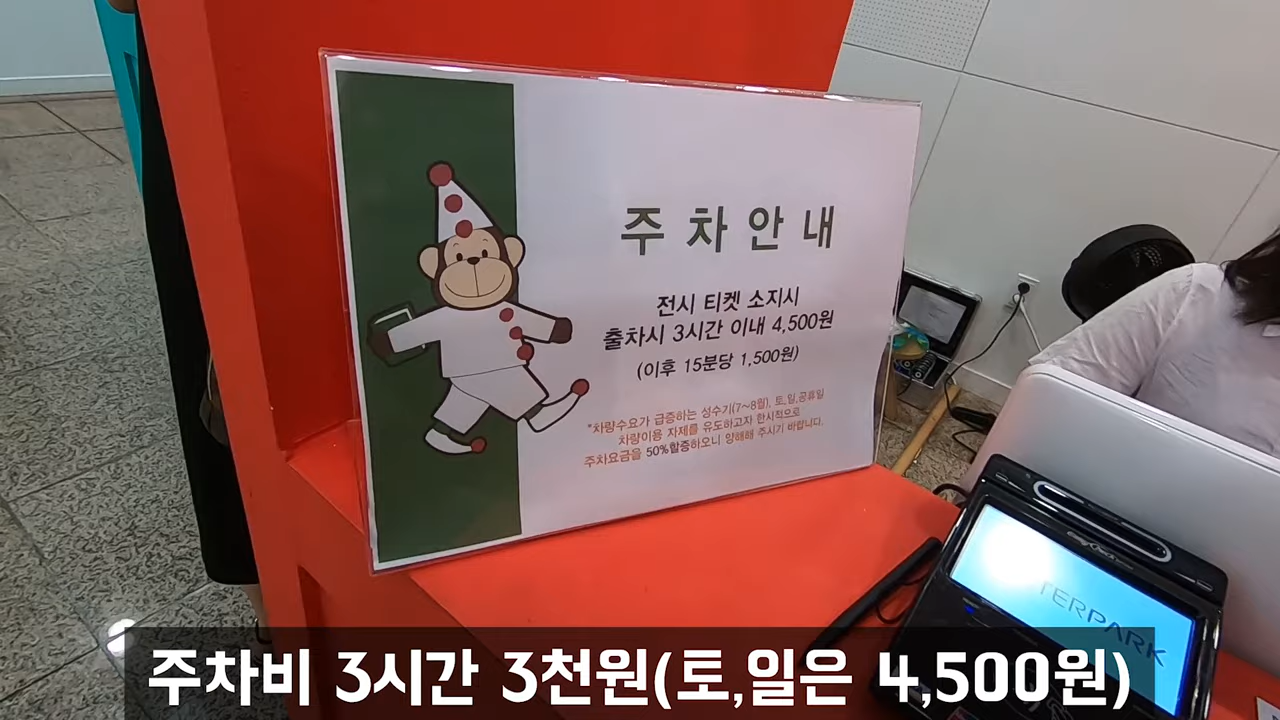 주차안내
전시 티켓 소지시
출차시 3시간 이내 4,500원
(이후 15분당 1,500원)
*차량수요가 급증하는 성수기(7~8월), 토,일,공휴일
차량이용 자제를 유도하고자 한시적으로
주차요금을 50%할증하오니 양해해 주시기 바랍니다.
TERPARK
주차비 3시간 3천원(토,일은 4,500원)